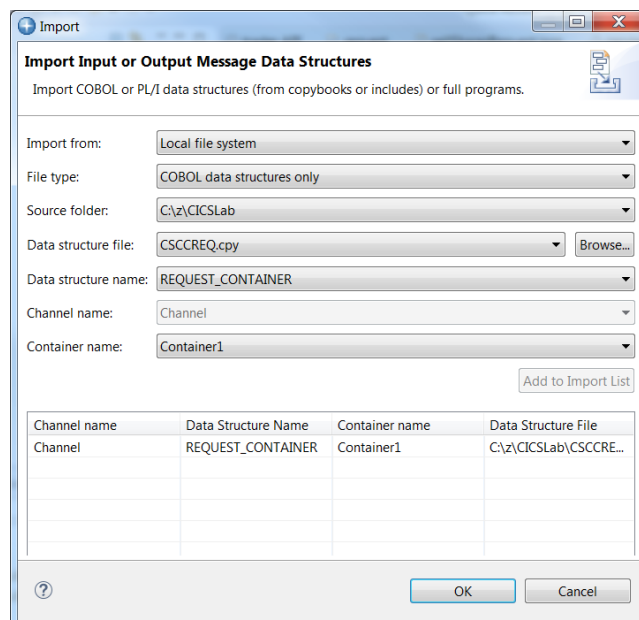 Import
Import Input or Output Message Data Structures
Import COBOL or PL/I data structures (from copybooks or includes) or full programs.
Import from: Local file system
File type: COBOL data structures only
Source folder: C:\z\CICSLab
Data structure file: CSCCREQ.cpy Browse...
Data structure name: REQUEST_CONTAINER
Channel name: Channel
Container name: Container1
Add to Import List
Channel name Data Structure Name Container name Data Structure File
Channel REQUEST_CONTAINER Container1 C:\z\CICSLab\CSCCRE...
OK Cancel